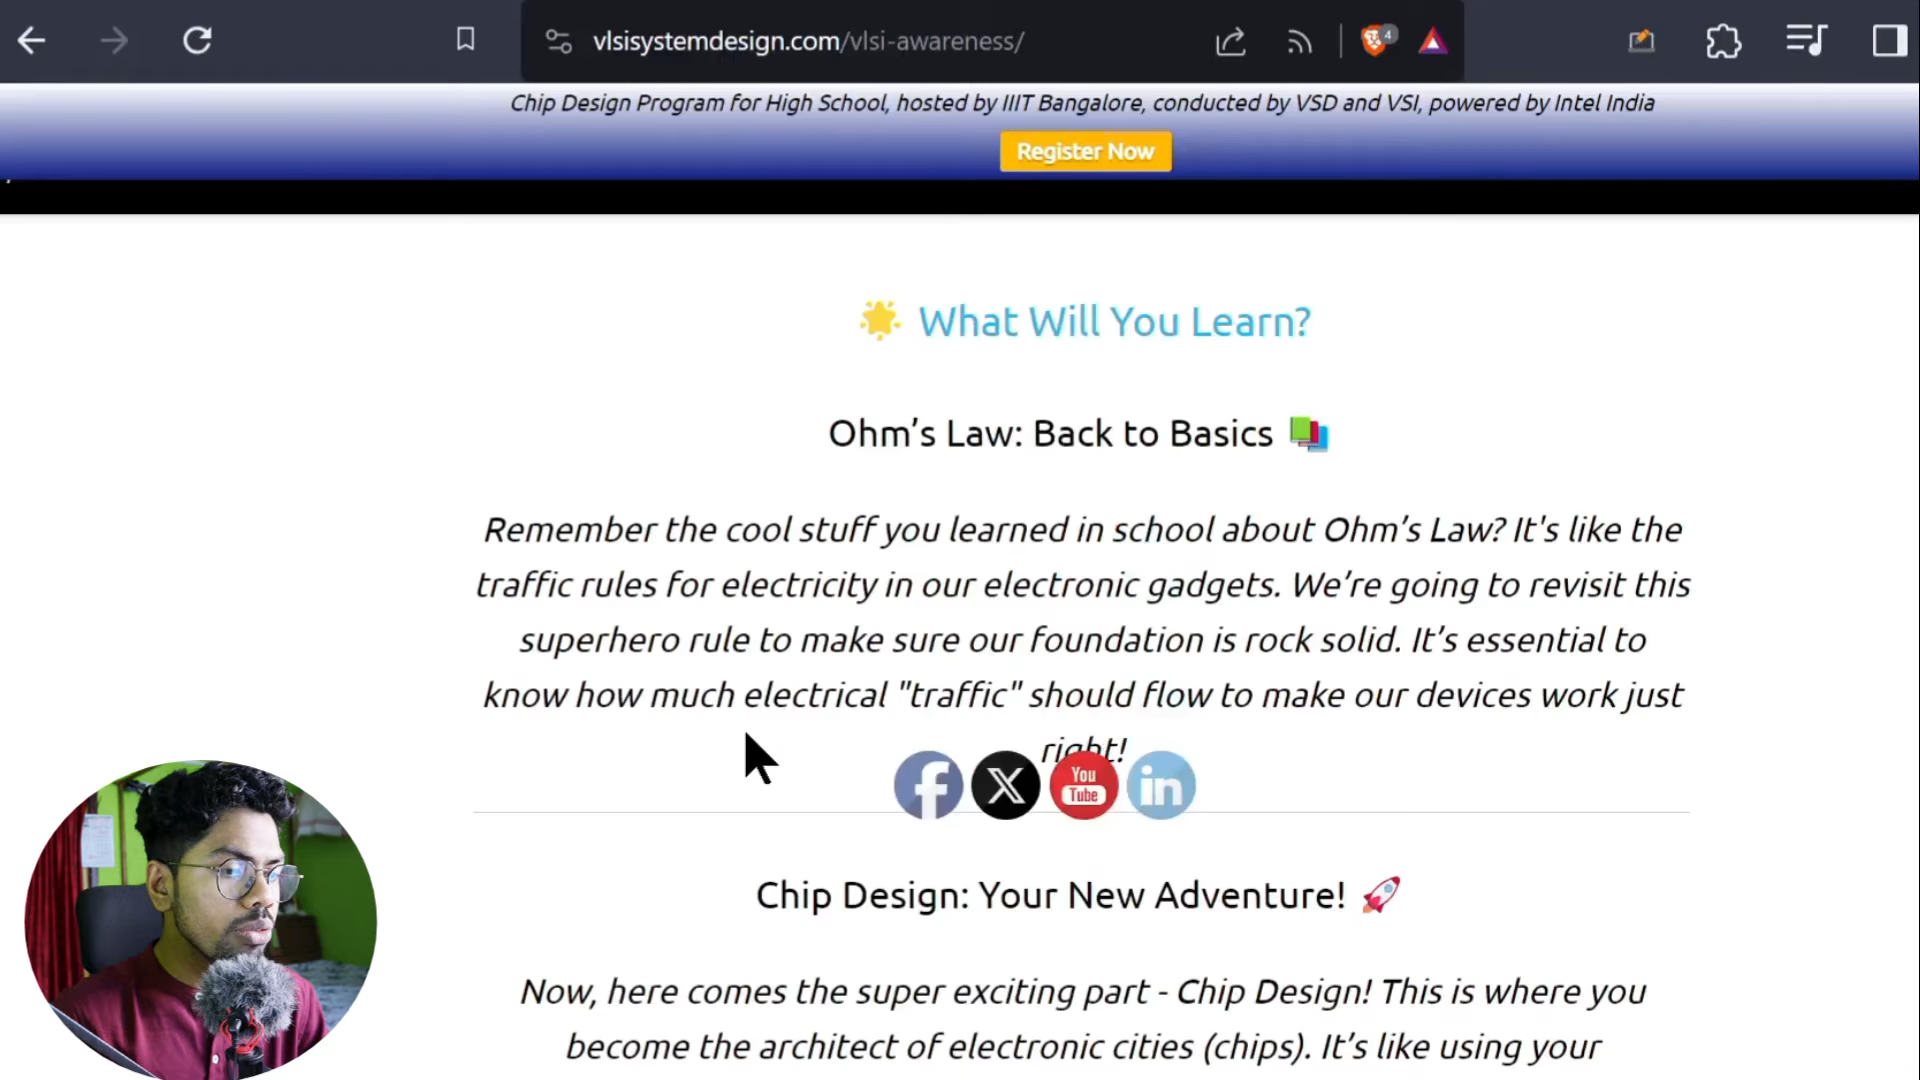 vlsisystemdesign.com/vlsi-awareness/
4
Chip Design Program for High School, hosted by IIIT Bangalore, conducted by VSD and VSI, powered by Intel India
Register Now
What Will You Learn?
Ohm’s Law: Back to Basics
Remember the cool stuff you learned in school about Ohm’s Law? It's like the
traffic rules for electricity in our electronic gadgets. We’re going to revisit this
superhero rule to make sure our foundation is rock solid. It’s essential to
know how much electrical "traffic" should flow to make our devices work just
right!
f X You Tube in
Chip Design: Your New Adventure!
Now, here comes the super exciting part - Chip Design! This is where you
become the architect of electronic cities (chips). It’s like using your